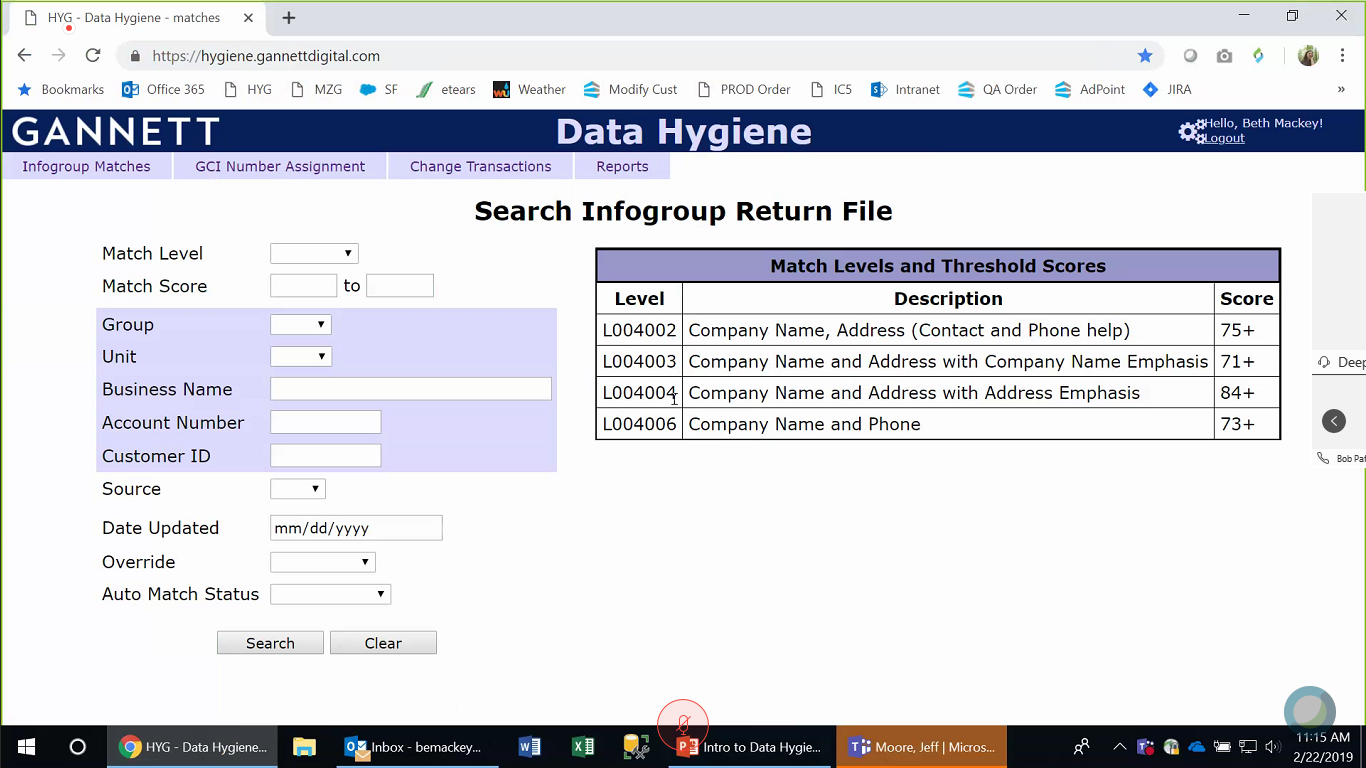 HYG - Data Hygiene - matches
https://hygiene.gannettdigital.com
Bookmarks Office 365 HYG MZG SF etears Weather Modify Cust PROD Order IC5 Intranet QA Order AdPoint JIRA »
GANNETT Data Hygiene Hello, Beth Mackey!
Logout
Infogroup Matches GCI Number Assignment Change Transactions Reports
Search Infogroup Return File
Match Level
Match Score to
Group
Unit
Business Name
Account Number
Customer ID
Source
Date Updated mm/dd/yyyy
Override
Auto Match Status
Search Clear
Match Levels and Threshold Scores
Level Description Score
L004002 Company Name, Address (Contact and Phone help) 75+
L004003 Company Name and Address with Company Name Emphasis 71+
L004004 Company Name and Address with Address Emphasis 84+
L004006 Company Name and Phone 73+
Deep
Bob Pat
HYG - Data Hygiene... Inbox - bemackey... Intro to Data Hygie... Moore, Jeff | Micros...
11:15 AM
2/22/2019